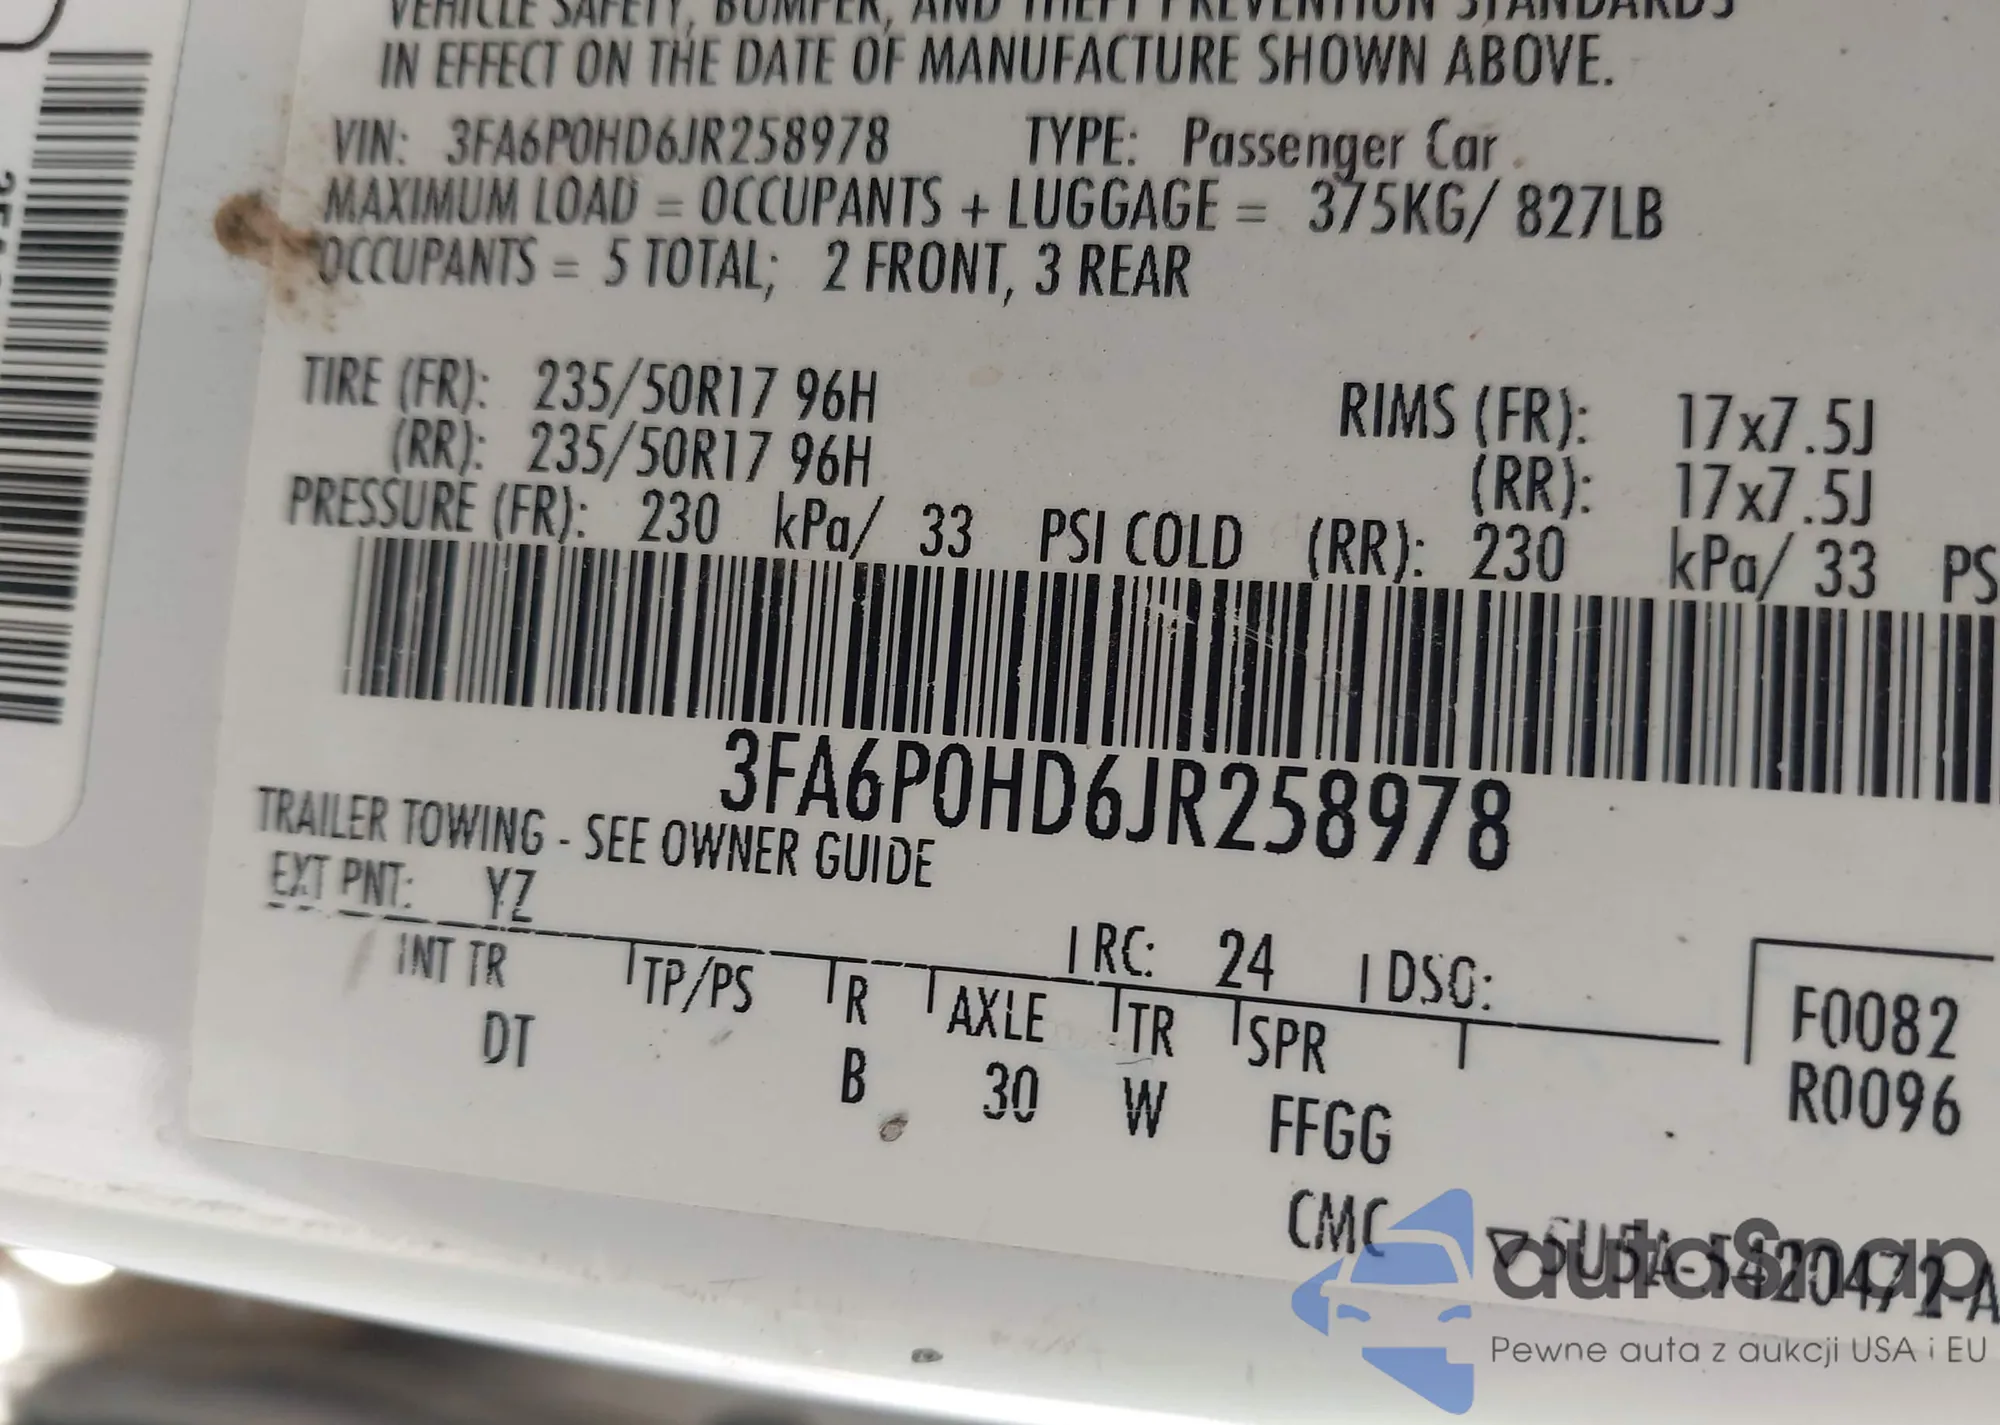 VEHICLE SAFETY, BUMPER, AND THEFT PREVENTION STANDARDS
IN EFFECT ON THE DATE OF MANUFACTURE SHOWN ABOVE.
VIN: 3FA6P0HD6JR258978 TYPE: Passenger Car
MAXIMUM LOAD = OCCUPANTS + LUGGAGE = 375KG/ 827LB
OCCUPANTS = 5 TOTAL; 2 FRONT, 3 REAR
TIRE (FR): 235/50R17 96H RIMS (FR): 17x7.5J
(RR): 235/50R17 96H (RR): 17x7.5J
PRESSURE (FR): 230 kPa/ 33 PSI COLD (RR): 230 kPa/ 33 PS
3FA6P0HD6JR258978
TRAILER TOWING - SEE OWNER GUIDE
EXT PNT: YZ RC: 24 DSO:
INT TR TP/PS R AXLE TR SPR F0082
DT B 30 W FFGG R0096
CMC 5U5A-5420472-A
autoSnap
Pewne auta z aukcji USA i EU